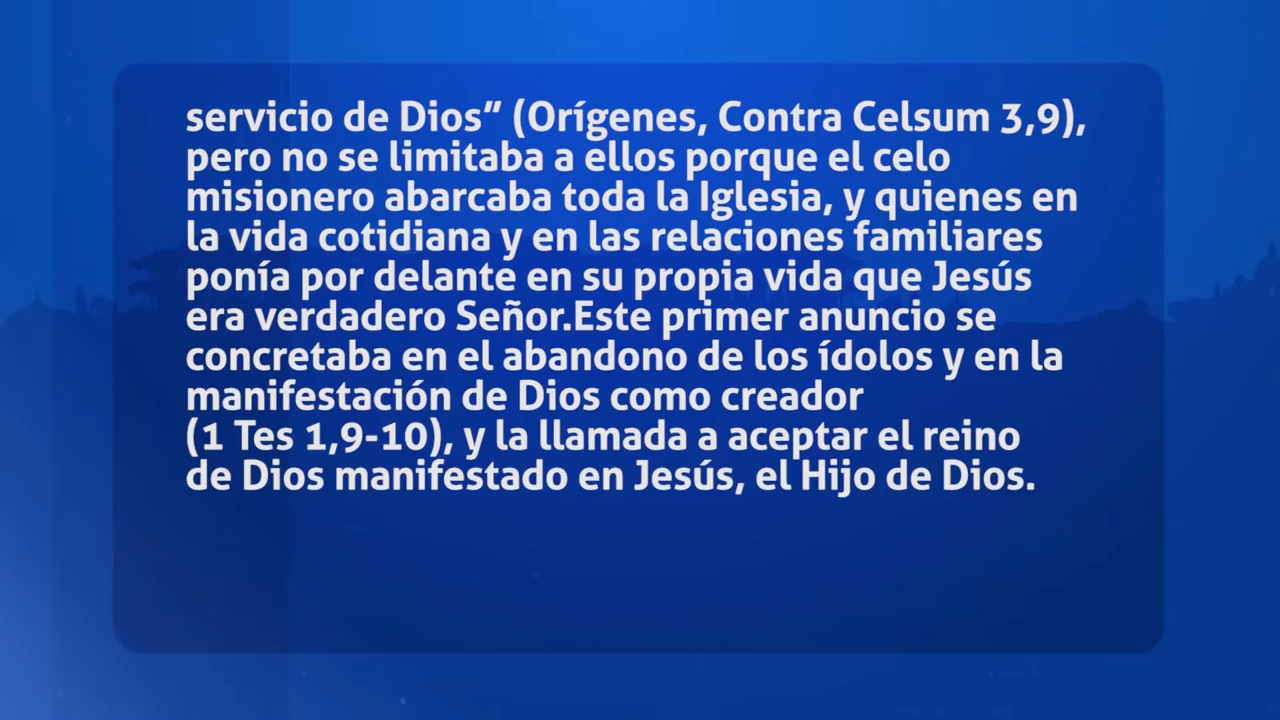 servicio de Dios” (Orígenes, Contra Celsum 3,9),
pero no se limitaba a ellos porque el celo
misionero abarcaba toda la Iglesia, y quienes en
la vida cotidiana y en las relaciones familiares
ponía por delante en su propia vida que Jesús
era verdadero Señor.Este primer anuncio se
concretaba en el abandono de los ídolos y en la
manifestación de Dios como creador
(1 Tes 1,9-10), y la llamada a aceptar el reino
de Dios manifestado en Jesús, el Hijo de Dios.